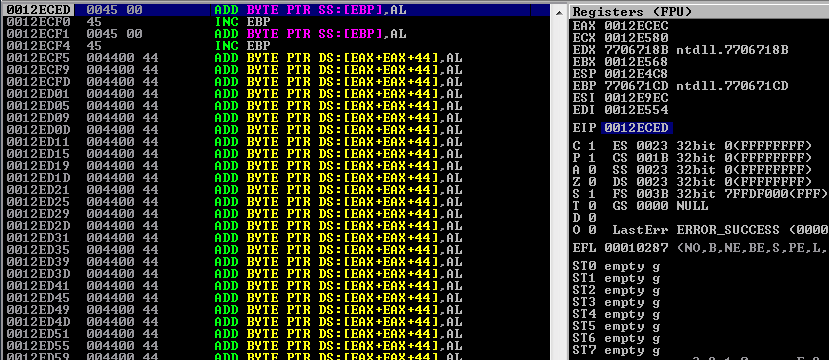 0012ECED 0045 00 ADD BYTE PTR SS:[EBP],AL
0012ECF0 45 INC EBP
0012ECF1 0045 00 ADD BYTE PTR SS:[EBP],AL
0012ECF4 45 INC EBP
0012ECF5 004400 44 ADD BYTE PTR DS:[EAX+EAX+44],AL
0012ECF9 004400 44 ADD BYTE PTR DS:[EAX+EAX+44],AL
0012ECFD 004400 44 ADD BYTE PTR DS:[EAX+EAX+44],AL
0012ED01 004400 44 ADD BYTE PTR DS:[EAX+EAX+44],AL
0012ED05 004400 44 ADD BYTE PTR DS:[EAX+EAX+44],AL
0012ED09 004400 44 ADD BYTE PTR DS:[EAX+EAX+44],AL
0012ED0D 004400 44 ADD BYTE PTR DS:[EAX+EAX+44],AL
0012ED11 004400 44 ADD BYTE PTR DS:[EAX+EAX+44],AL
0012ED15 004400 44 ADD BYTE PTR DS:[EAX+EAX+44],AL
0012ED19 004400 44 ADD BYTE PTR DS:[EAX+EAX+44],AL
0012ED1D 004400 44 ADD BYTE PTR DS:[EAX+EAX+44],AL
0012ED21 004400 44 ADD BYTE PTR DS:[EAX+EAX+44],AL
0012ED25 004400 44 ADD BYTE PTR DS:[EAX+EAX+44],AL
0012ED29 004400 44 ADD BYTE PTR DS:[EAX+EAX+44],AL
0012ED2D 004400 44 ADD BYTE PTR DS:[EAX+EAX+44],AL
0012ED31 004400 44 ADD BYTE PTR DS:[EAX+EAX+44],AL
0012ED35 004400 44 ADD BYTE PTR DS:[EAX+EAX+44],AL
0012ED39 004400 44 ADD BYTE PTR DS:[EAX+EAX+44],AL
0012ED3D 004400 44 ADD BYTE PTR DS:[EAX+EAX+44],AL
0012ED41 004400 44 ADD BYTE PTR DS:[EAX+EAX+44],AL
0012ED45 004400 44 ADD BYTE PTR DS:[EAX+EAX+44],AL
0012ED49 004400 44 ADD BYTE PTR DS:[EAX+EAX+44],AL
0012ED4D 004400 44 ADD BYTE PTR DS:[EAX+EAX+44],AL
0012ED51 004400 44 ADD BYTE PTR DS:[EAX+EAX+44],AL
0012ED55 004400 44 ADD BYTE PTR DS:[EAX+EAX+44],AL
0012ED59 004400 44 ADD BYTE PTR DS:[EAX+EAX+44],AL
Registers (FPU)
EAX 0012ECEC
ECX 0012E580
EDX 7706718B ntdll.7706718B
EBX 0012E568
ESP 0012E4C8
EBP 770671CD ntdll.770671CD
ESI 0012E9EC
EDI 0012E554
EIP 0012ECED
C 1 ES 0023 32bit 0(FFFFFFFF)
P 1 CS 001B 32bit 0(FFFFFFFF)
A 0 SS 0023 32bit 0(FFFFFFFF)
Z 0 DS 0023 32bit 0(FFFFFFFF)
S 1 FS 003B 32bit 7FFDF000(FFF)
T 0 GS 0000 NULL
D 0
O 0 LastErr ERROR_SUCCESS (0000
EFL 00010287 (NO,B,NE,BE,S,PE,L,
ST0 empty g
ST1 empty g
ST2 empty g
ST3 empty g
ST4 empty g
ST5 empty g
ST6 empty g
ST7 empty g